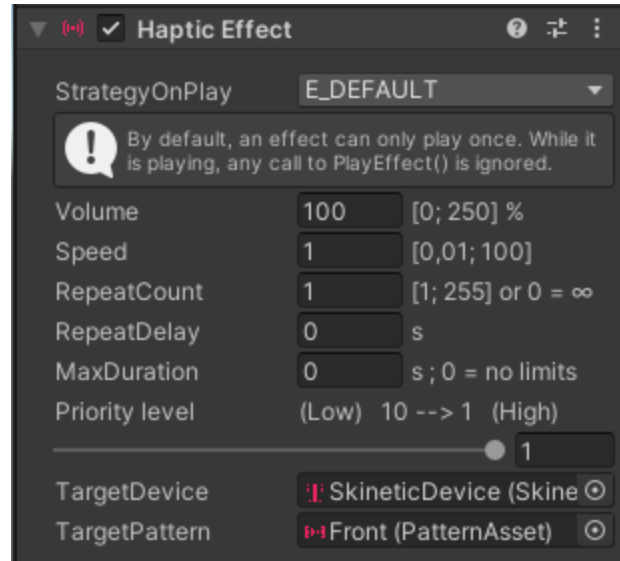 Haptic Effect
StrategyOnPlay E_DEFAULT
By default, an effect can only play once. While it
is playing, any call to PlayEffect() is ignored.
Volume 100 [0; 250] %
Speed 1 [0,01; 100]
RepeatCount 1 [1; 255] or 0 = ∞
RepeatDelay 0 s
MaxDuration 0 s ; 0 = no limits
Priority level (Low) 10 --> 1 (High)
1
TargetDevice SkineticDevice (Skine
TargetPattern Front (PatternAsset)